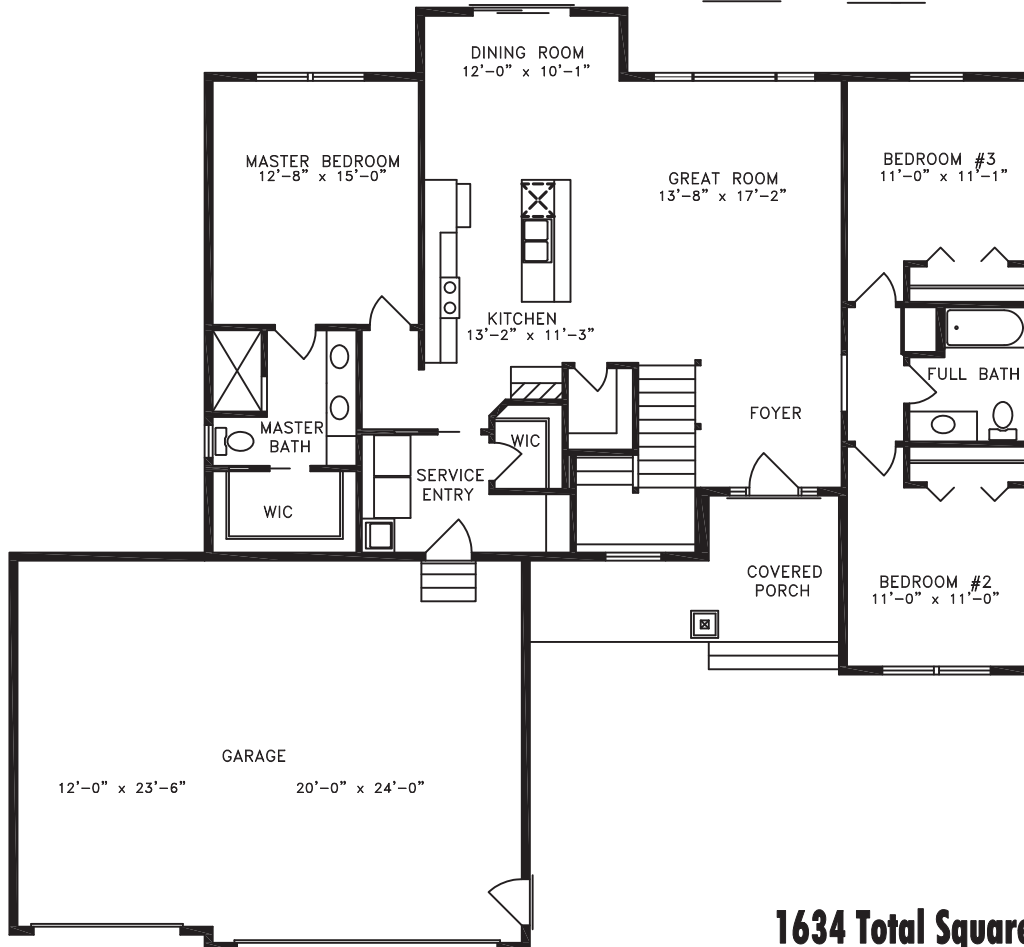 DINING ROOM
12'-0" x 10'-1"
MASTER BEDROOM
12'-8" x 15'-0"
GREAT ROOM
13'-8" x 17'-2"
BEDROOM #3
11'-0" x 11'-1"
KITCHEN
13'-2" x 11'-3"
FULL BATH
FOYER
MASTER
BATH
WIC
SERVICE
ENTRY
WIC
COVERED
PORCH
BEDROOM #2
11'-0" x 11'-0"
GARAGE
12'-0" x 23'-6"
20'-0" x 24'-0"
1634 Total Square